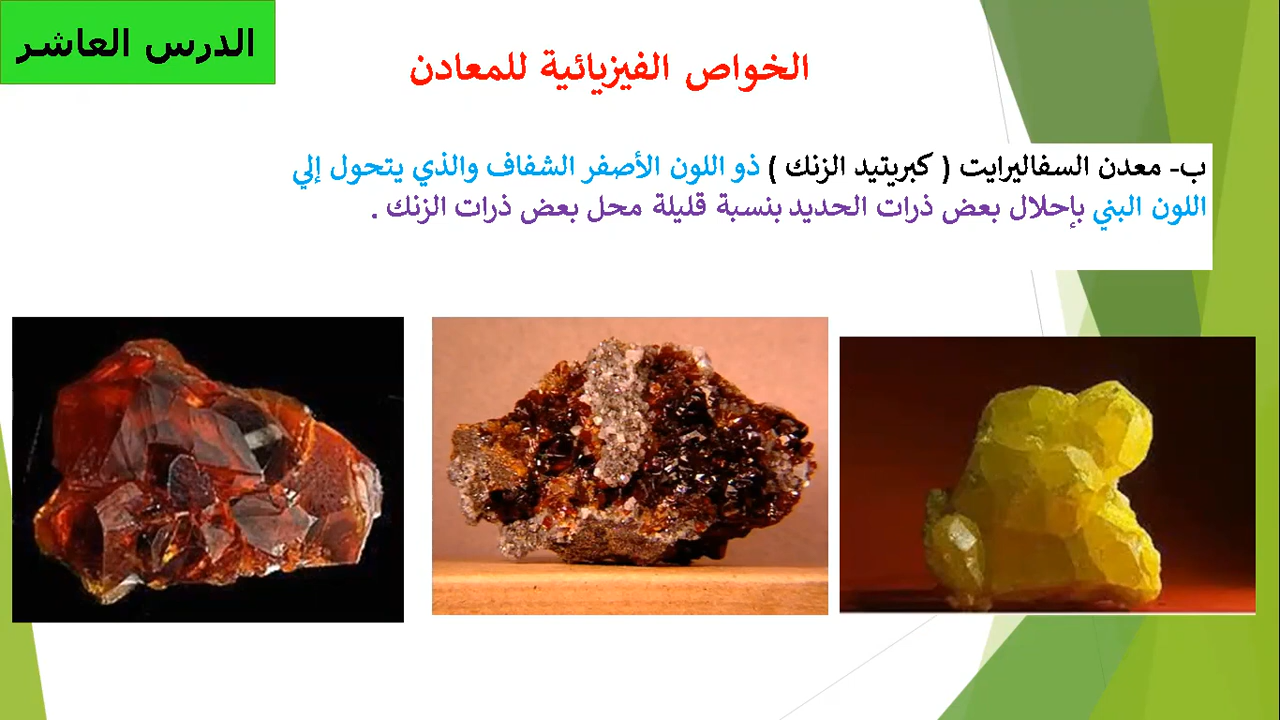 الدرس العاشر
الخواص الفيزيائية للمعادن
ب- معدن السفاليرايت ( كبريتيد الزنك ) ذو اللون الأصفر الشفاف والذي يتحول إلي
اللون البني بإحلال بعض ذرات الحديد بنسبة قليلة محل بعض ذرات الزنك .